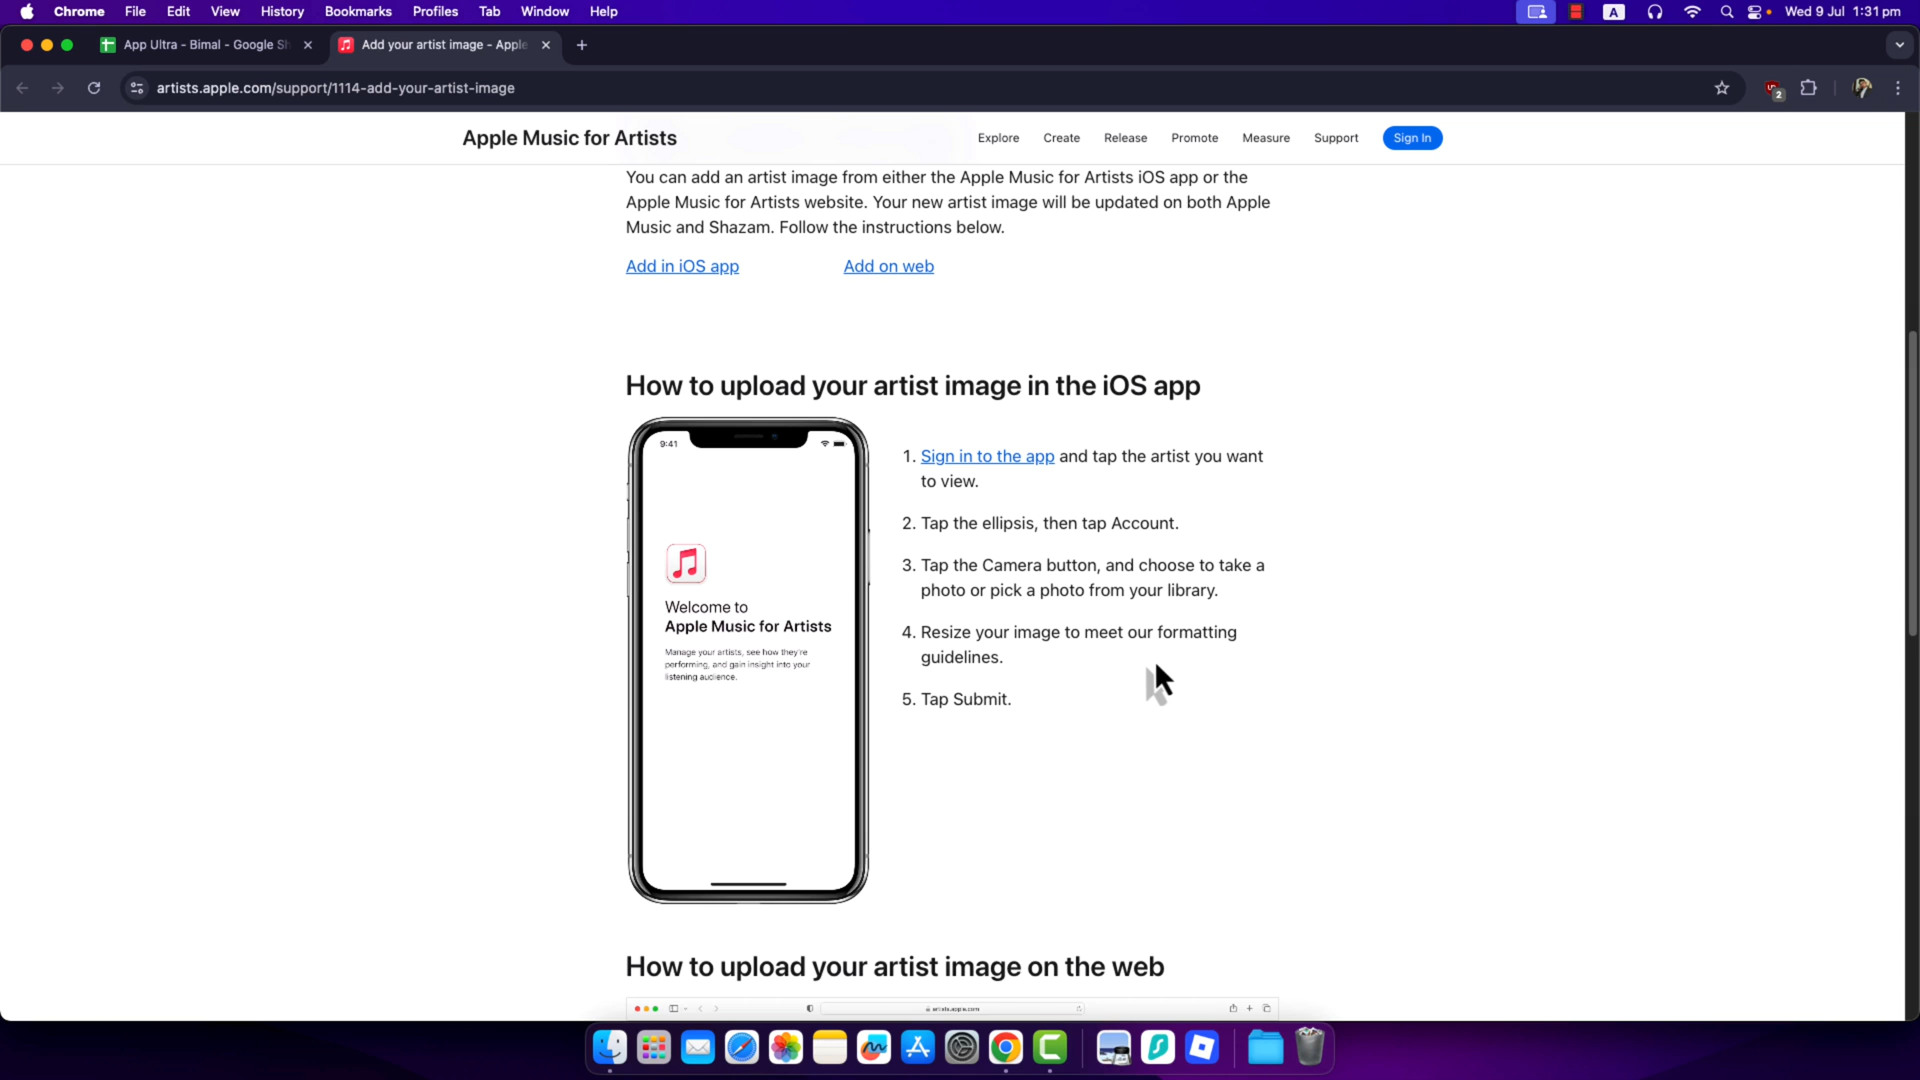 Chrome File Edit View History Bookmarks Profiles Tab Window Help A Wed 9 Jul 1:31 pm
App Ultra - Bimal - Google Sh Add your artist image - Apple
artists.apple.com/support/1114-add-your-artist-image 2
Apple Music for Artists Explore Create Release Promote Measure Support Sign In
You can add an artist image from either the Apple Music for Artists iOS app or the
Apple Music for Artists website. Your new artist image will be updated on both Apple
Music and Shazam. Follow the instructions below.
Add in iOS app Add on web
How to upload your artist image in the iOS app
9:41
Welcome to
Apple Music for Artists
Manage your artists, see how they're
performing, and gain insight into your
listening audience.
1. Sign in to the app and tap the artist you want
to view.
2. Tap the ellipsis, then tap Account.
3. Tap the Camera button, and choose to take a
photo or pick a photo from your library.
4. Resize your image to meet our formatting
guidelines.
5. Tap Submit.
How to upload your artist image on the web
artists.apple.com